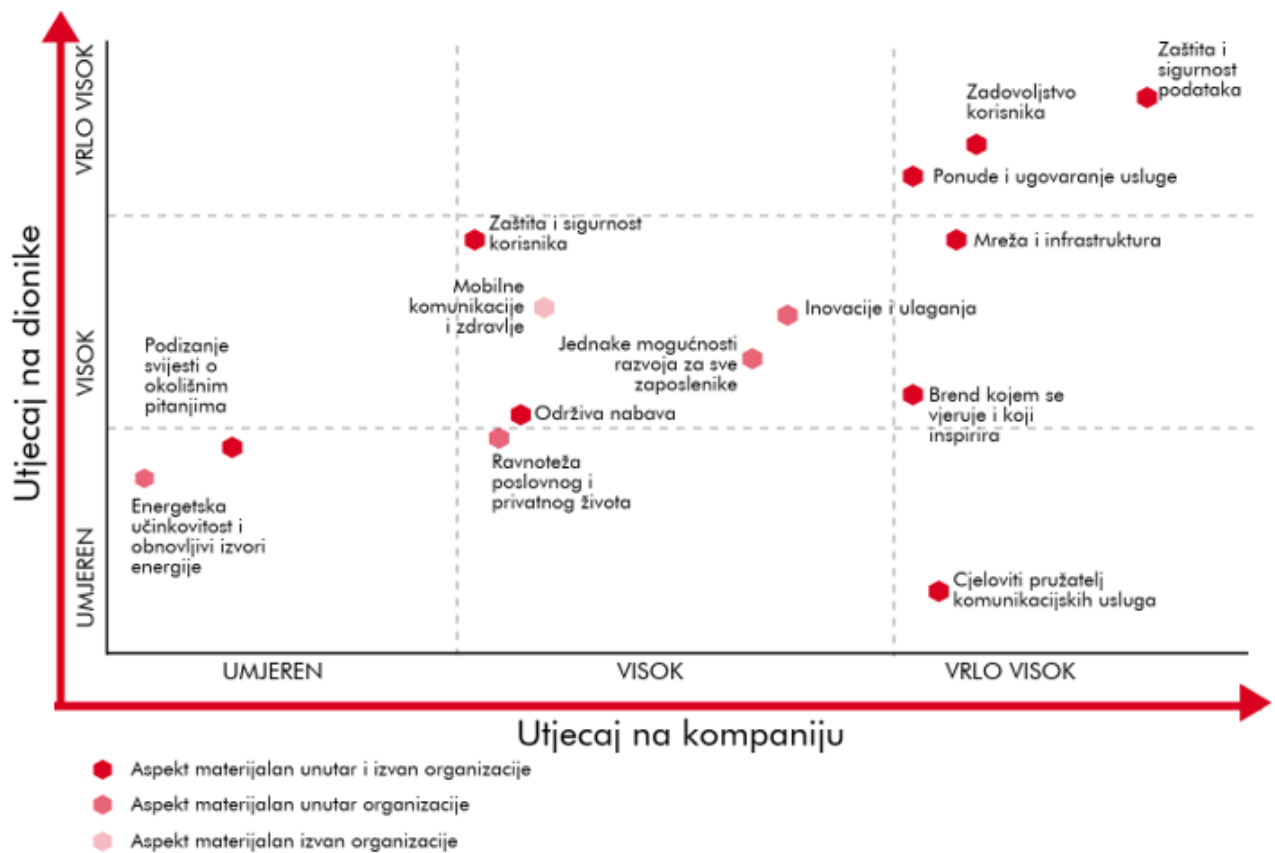 Utjecaj na dionike
VRLO VISOK
VISOK
UMJEREN
Zaštita i
sigurnost
podataka
Zadovoljstvo
korisnika
Ponude i ugovaranje usluge
Zaštita i sigurnost
korisnika
Mreža i infrastruktura
Mobilne
komunikacije
i zdravlje
Inovacije i ulaganja
Jednake mogućnosti
razvoja za sve
zaposlenike
Podizanje
svijesti o
okolišnim
pitanjima
Brend kojem se
vjeruje i koji
inspirira
Održiva nabava
Ravnoteža
poslovnog i
privatnog života
Energetska
učinkovitost i
obnovljivi izvori
energije
Cjeloviti pružatelj
komunikacijskih usluga
UMJEREN
VISOK
VRLO VISOK
Utjecaj na kompaniju
Aspekt materijalan unutar i izvan organizacije
Aspekt materijalan unutar organizacije
Aspekt materijalan izvan organizacije